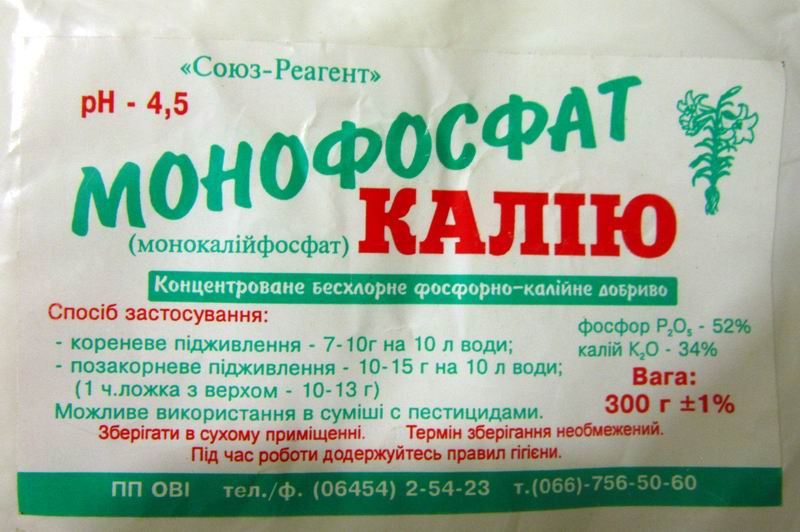 «Союз-Реагент»
рН - 4,5
МОНОФОСФАТ
(монокалійфосфат) КАЛІЮ
Концентроване бесхлорне фосфорно-калійне добриво
Спосіб застосування:
- кореневе підживлення - 7-10г на 10 л води;
- позакорневе підживлення - 10-15 г на 10 л води;
(1 ч.ложка з верхом - 10-13 г)
Можливе використання в суміші с пестицидами.
фосфор P₂O₅ - 52%
калій K₂O - 34%
Вага:
300 г ±1%
Зберігати в сухому приміщенні. Термін зберігання необмежений.
Під час роботи додержуйтесь правил гігієни.
ПП ОВІ тел./ф. (06454) 2-54-23 т.(066)-756-50-60